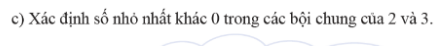 c) Xác định số nhỏ nhất khác 0 trong các bội chung của 2 và 3.